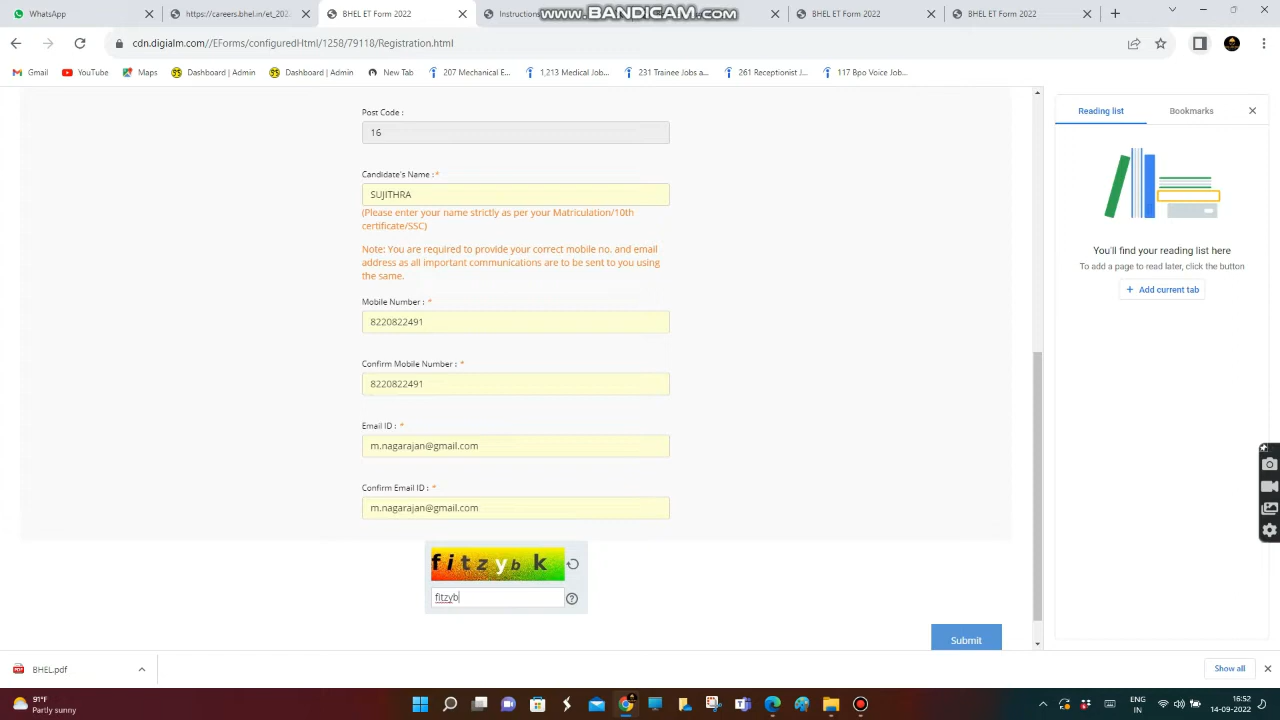 WhatsApp
https://careers.bhel.in/et_202
BHEL ET Form 2022
Instruction
www.BANDICAM.com
BHEL ET Form 2022
BHEL ET Form 2022
cdn.digialm.com//EForms/configuredHtml/1258/79118/Registration.html
Gmail
YouTube
Maps
Dashboard | Admin
Dashboard | Admin
New Tab
207 Mechanical E...
1,213 Medical Job...
231 Trainee Jobs a...
261 Receptionist J...
117 Bpo Voice Job...
Post Code :
16
Candidate's Name : *
SUJITHRA
(Please enter your name strictly as per your Matriculation/10th
certificate/SSC)
Note: You are required to provide your correct mobile no. and email
address as all important communications are to be sent to you using
the same.
Mobile Number : *
8220822491
Confirm Mobile Number : *
8220822491
Email ID : *
m.nagarajan@gmail.com
Confirm Email ID : *
m.nagarajan@gmail.com
fitzybk
fitzyb
Submit
Reading list
Bookmarks
You'll find your reading list here
To add a page to read later, click the button
+ Add current tab
BHEL.pdf
Show all
91°F
Partly sunny
ENG
IN
16:52
14-09-2022